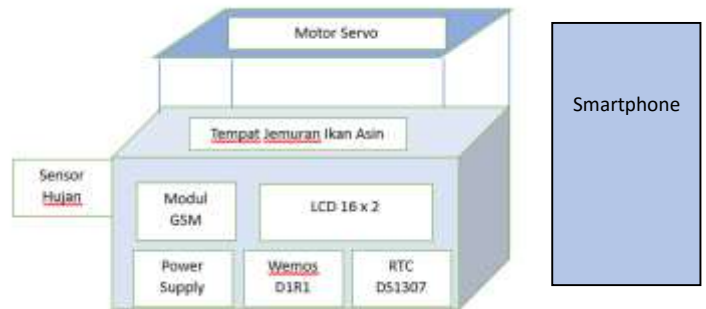 Motor Servo
Smartphone
Tempat Jemuran Ikan Asin
Sensor
Hujan
Modul
GSM
LCD 16 x 2
Power
Supply
Wemos
D1R1
RTC
DS1307